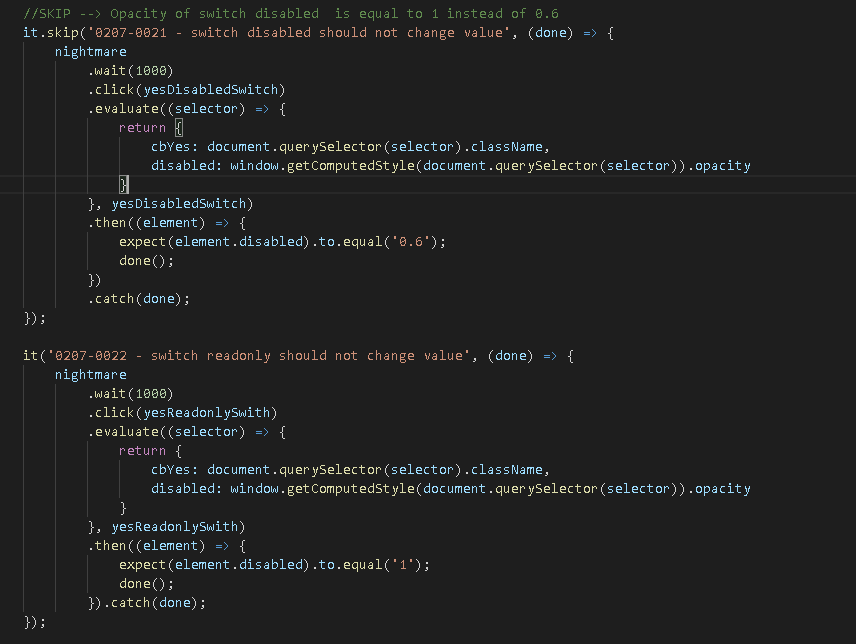 //SKIP --> Opacity of switch disabled  is equal to 1 instead of 0.6
it.skip('0207-0021 - switch disabled should not change value', (done) => {
    nightmare
        .wait(1000)
        .click(yesDisabledSwitch)
        .evaluate((selector) => {
            return {
                cbYes: document.querySelector(selector).className,
                disabled: window.getComputedStyle(document.querySelector(selector)).opacity
            }
        }, yesDisabledSwitch)
        .then((element) => {
            expect(element.disabled).to.equal('0.6');
            done();
        })
        .catch(done);
});

it('0207-0022 - switch readonly should not change value', (done) => {
    nightmare
        .wait(1000)
        .click(yesReadonlySwith)
        .evaluate((selector) => {
            return {
                cbYes: document.querySelector(selector).className,
                disabled: window.getComputedStyle(document.querySelector(selector)).opacity
            }
        }, yesReadonlySwith)
        .then((element) => {
            expect(element.disabled).to.equal('1');
            done();
        }).catch(done);
});